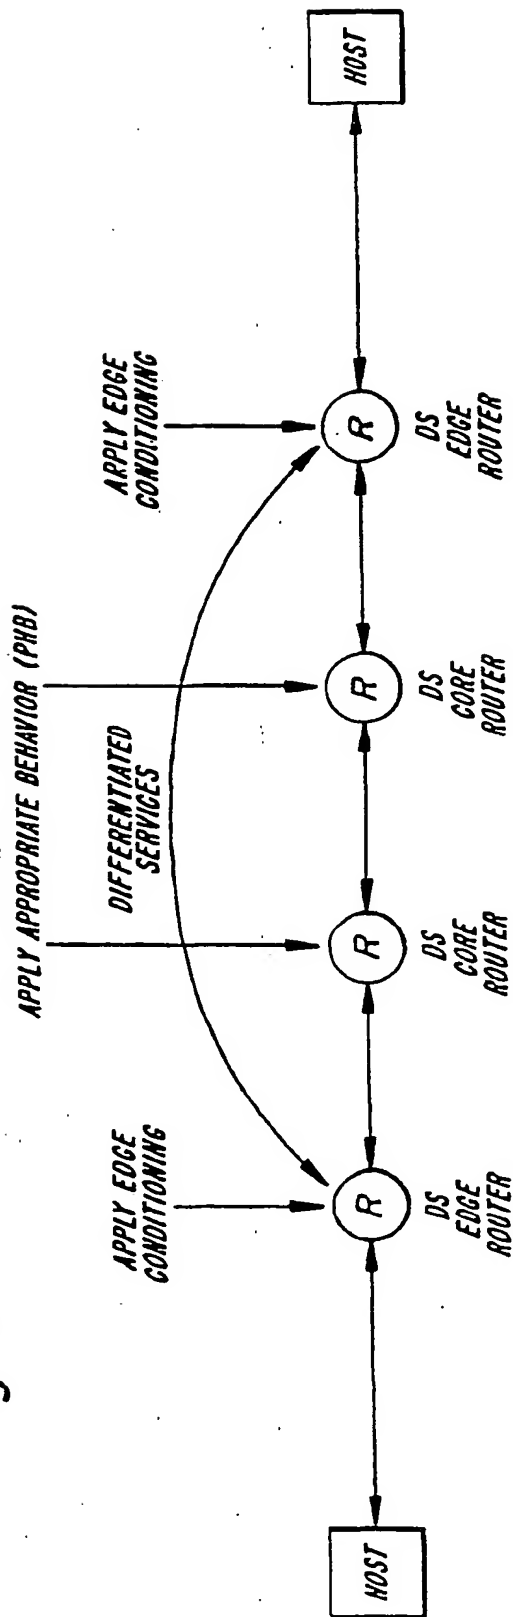 APPLY APPROPRIATE BEHAVIOR (PHB)
APPLY EDGE
CONDITIONING
DIFFERENTIATED
SERVICES
APPLY EDGE
CONDITIONING
HOST
R
R
R
R
HOST
DS
EDGE
ROUTER
DS
CORE
ROUTER
DS
CORE
ROUTER
DS
EDGE
ROUTER